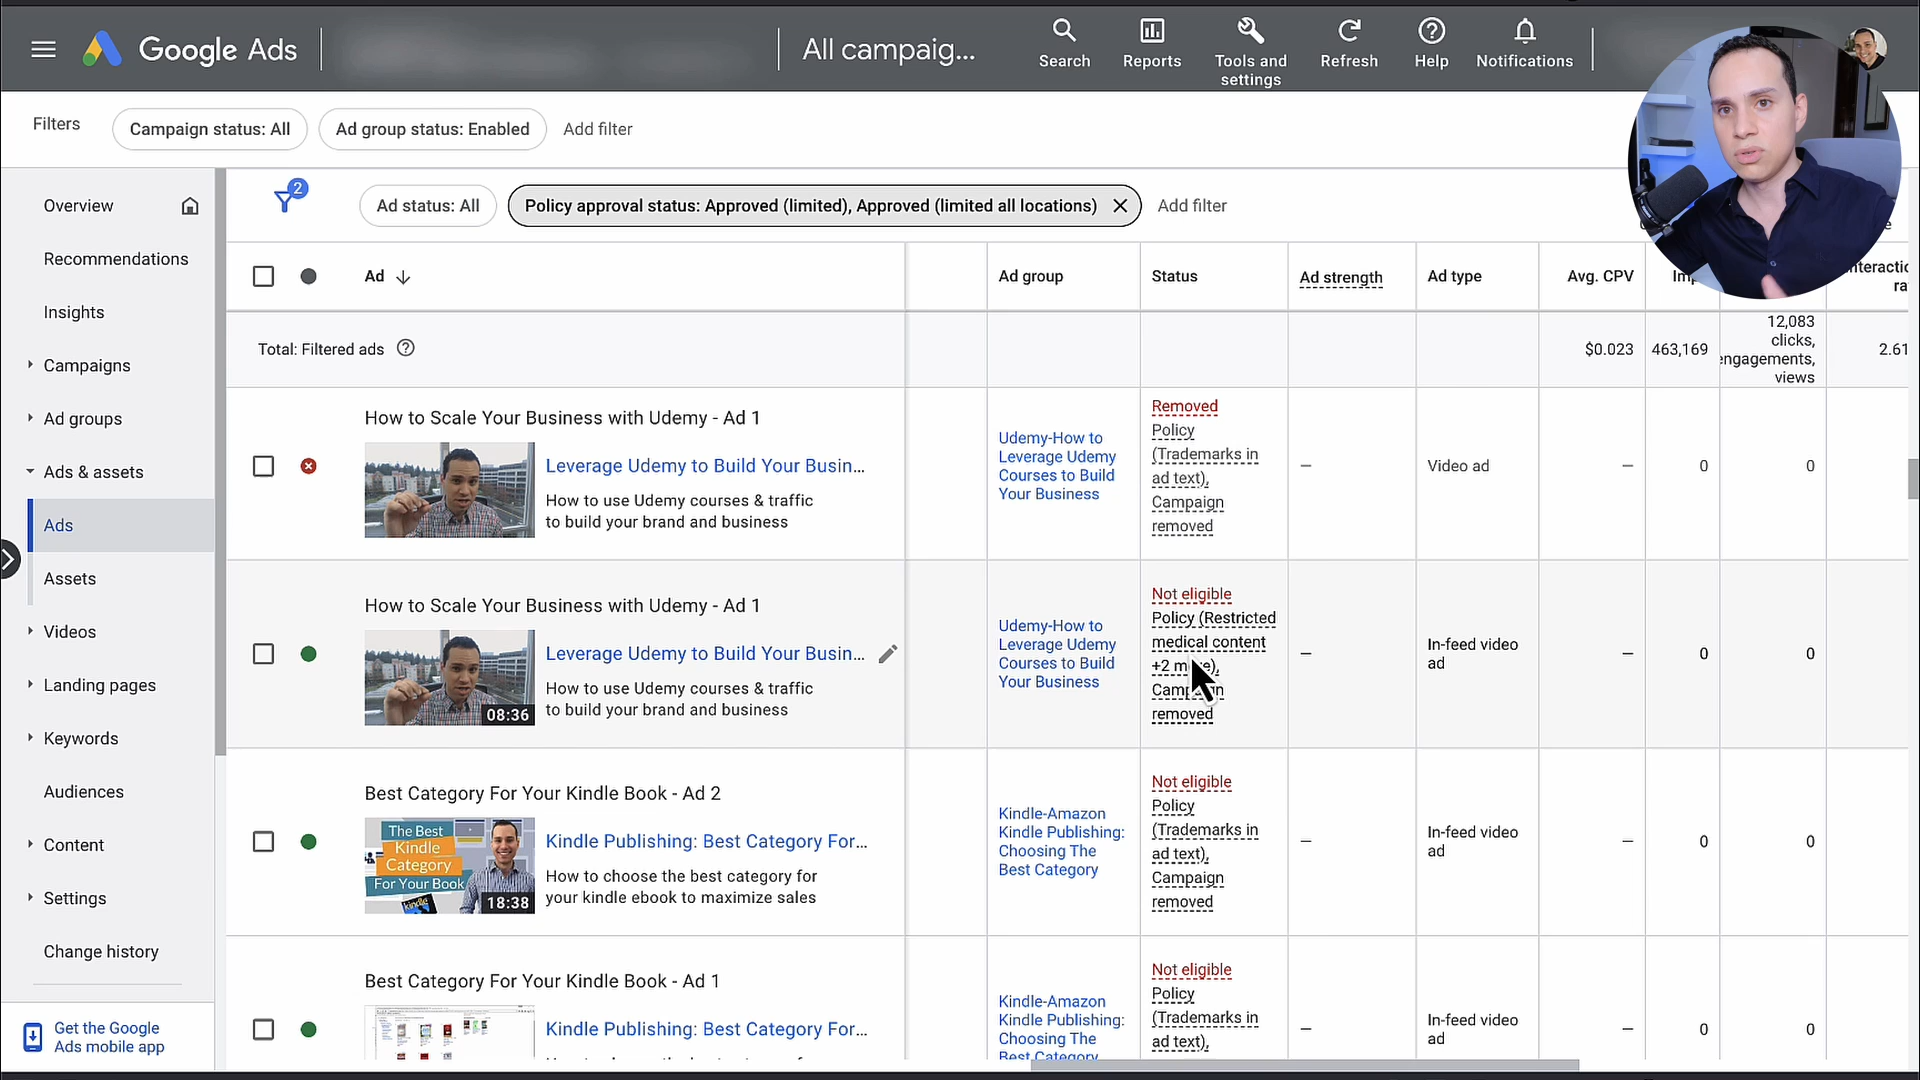 Google Ads
All campaig...
Search
Reports
Tools and
settings
Refresh
Help
Notifications
Filters
Campaign status: All
Ad group status: Enabled
Add filter
Overview
Recommendations
Insights
Campaigns
Ad groups
Ads & assets
Ads
Assets
Videos
Landing pages
Keywords
Audiences
Content
Settings
Change history
Get the Google
Ads mobile app
2
Ad status: All
Policy approval status: Approved (limited), Approved (limited all locations)
Add filter
Ad
Ad group
Status
Ad strength
Ad type
Avg. CPV
nteractio
ra
Total: Filtered ads
$0.023
463,169
12,083
clicks,
engagements,
views
2.61
How to Scale Your Business with Udemy - Ad 1
Leverage Udemy to Build Your Busin...
How to use Udemy courses & traffic
to build your brand and business
Udemy-How to
Leverage Udemy
Courses to Build
Your Business
Removed
Policy
(Trademarks in
ad text),
Campaign
removed
–
Video ad
–
0
0
How to Scale Your Business with Udemy - Ad 1
08:36
Leverage Udemy to Build Your Busin...
How to use Udemy courses & traffic
to build your brand and business
Udemy-How to
Leverage Udemy
Courses to Build
Your Business
Not eligible
Policy (Restricted
medical content
+2 more),
Campaign
removed
–
In-feed video
ad
–
0
0
Best Category For Your Kindle Book - Ad 2
The Best
Kindle
Category
For Your Book
kindle
18:38
Kindle Publishing: Best Category For...
How to choose the best category for
your kindle ebook to maximize sales
Kindle-Amazon
Kindle Publishing:
Choosing The
Best Category
Not eligible
Policy
(Trademarks in
ad text),
Campaign
removed
–
In-feed video
ad
–
0
0
Best Category For Your Kindle Book - Ad 1
Kindle Publishing: Best Category For...
Kindle-Amazon
Kindle Publishing:
Choosing The
Best Category
Not eligible
Policy
(Trademarks in
ad text),
–
In-feed video
ad
–
0
0